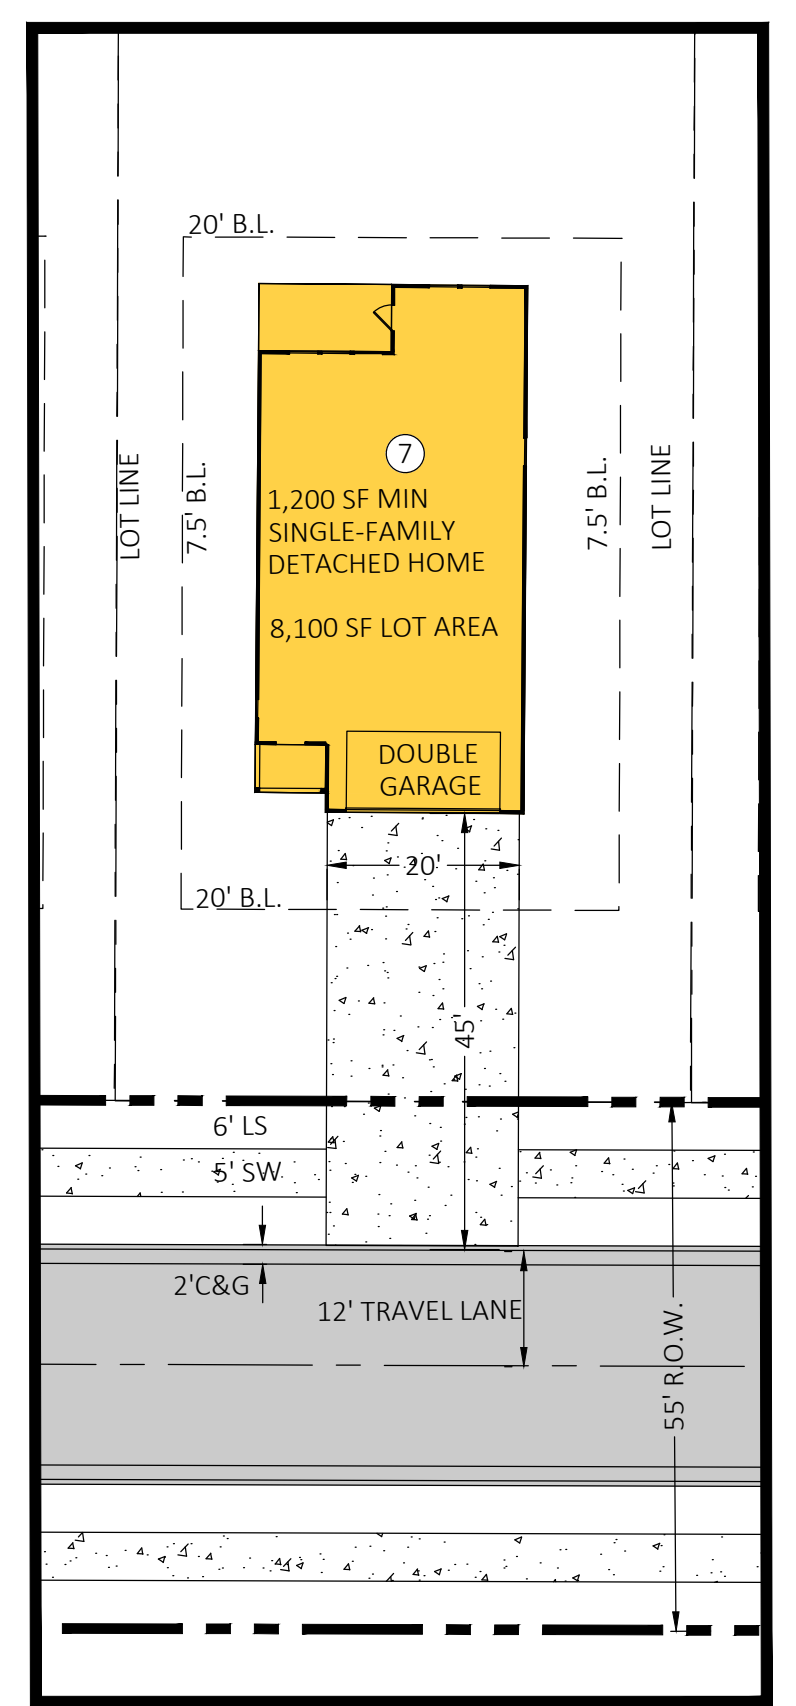 20' B.L.
LOT LINE
7.5' B.L.
7
1,200 SF MIN
SINGLE-FAMILY
DETACHED HOME
8,100 SF LOT AREA
7.5' B.L.
LOT LINE
DOUBLE
GARAGE
20'
20' B.L.
45'
6' LS
5' SW
2'C&G
12' TRAVEL LANE
55' R.O.W.